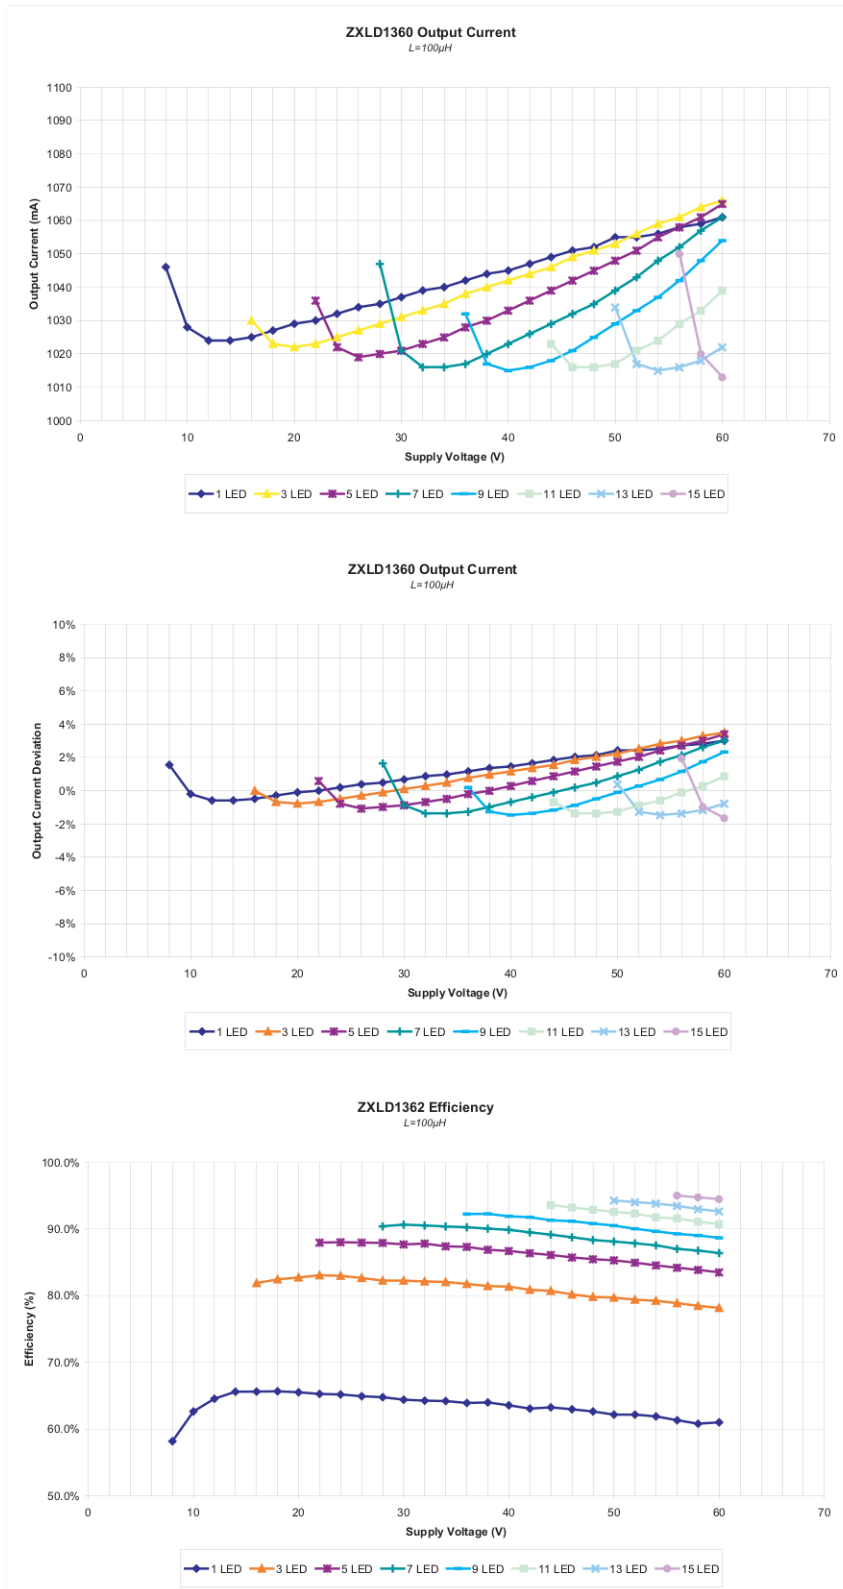 ZXLD1360 Output Current
L=100µH
1100
1090
1080
1070
1060
1050
1040
1030
1020
1010
1000
Output Current (mA)
0 10 20 30 40 50 60 70
Supply Voltage (V)
1 LED 3 LED 5 LED 7 LED 9 LED 11 LED 13 LED 15 LED
ZXLD1360 Output Current
L=100µH
10%
8%
6%
4%
2%
0%
-2%
-4%
-6%
-8%
-10%
Output Current Deviation
0 10 20 30 40 50 60 70
Supply Voltage (V)
1 LED 3 LED 5 LED 7 LED 9 LED 11 LED 13 LED 15 LED
ZXLD1362 Efficiency
L=100µH
100.0%
90.0%
80.0%
70.0%
60.0%
50.0%
Efficiency (%)
0 10 20 30 40 50 60 70
Supply Voltage (V)
1 LED 3 LED 5 LED 7 LED 9 LED 11 LED 13 LED 15 LED